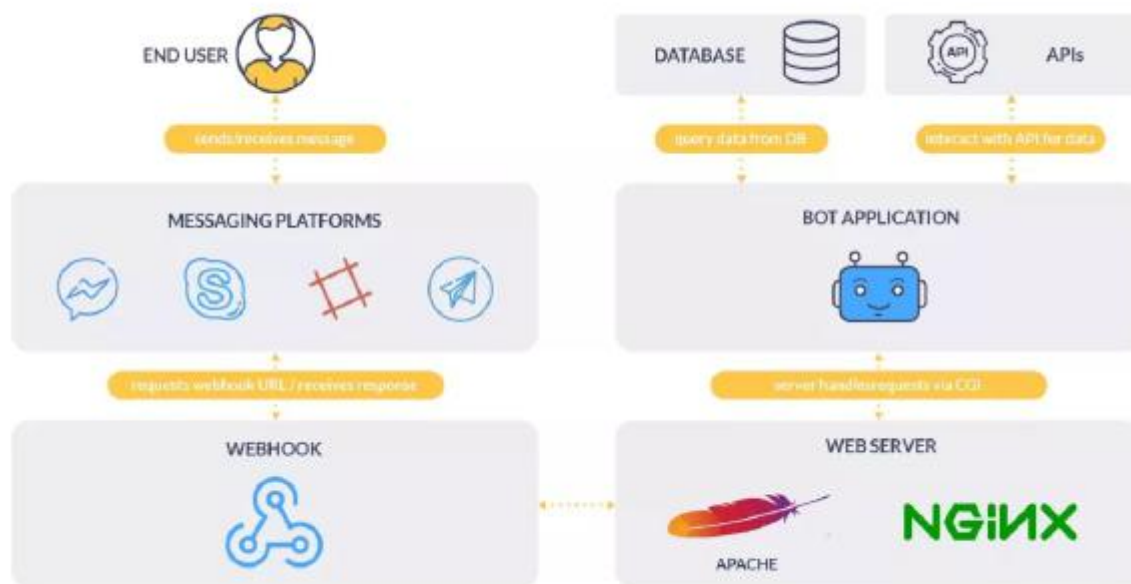 END USER
sends/receives message
MESSAGING PLATFORMS
S
requests webhook URL / receives response
WEBHOOK
DATABASE
API
APIs
query data from DB
interact with API for data
BOT APPLICATION
server handles requests via CGI
WEB SERVER
APACHE
NGiNX